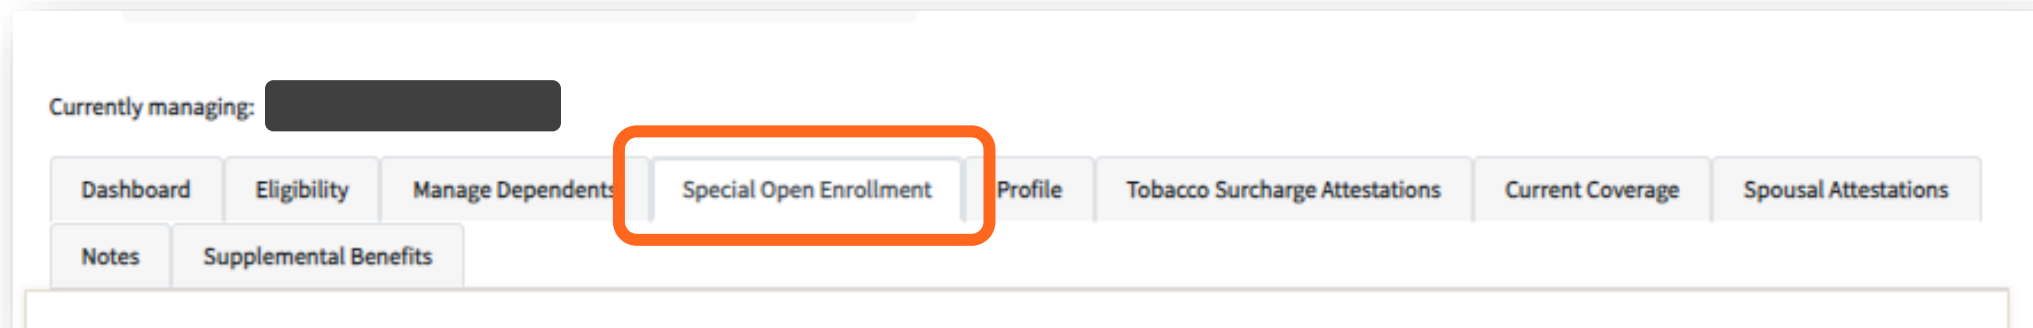 Currently managing:
Dashboard Eligibility Manage Dependents Special Open Enrollment Profile Tobacco Surcharge Attestations Current Coverage Spousal Attestations
Notes Supplemental Benefits